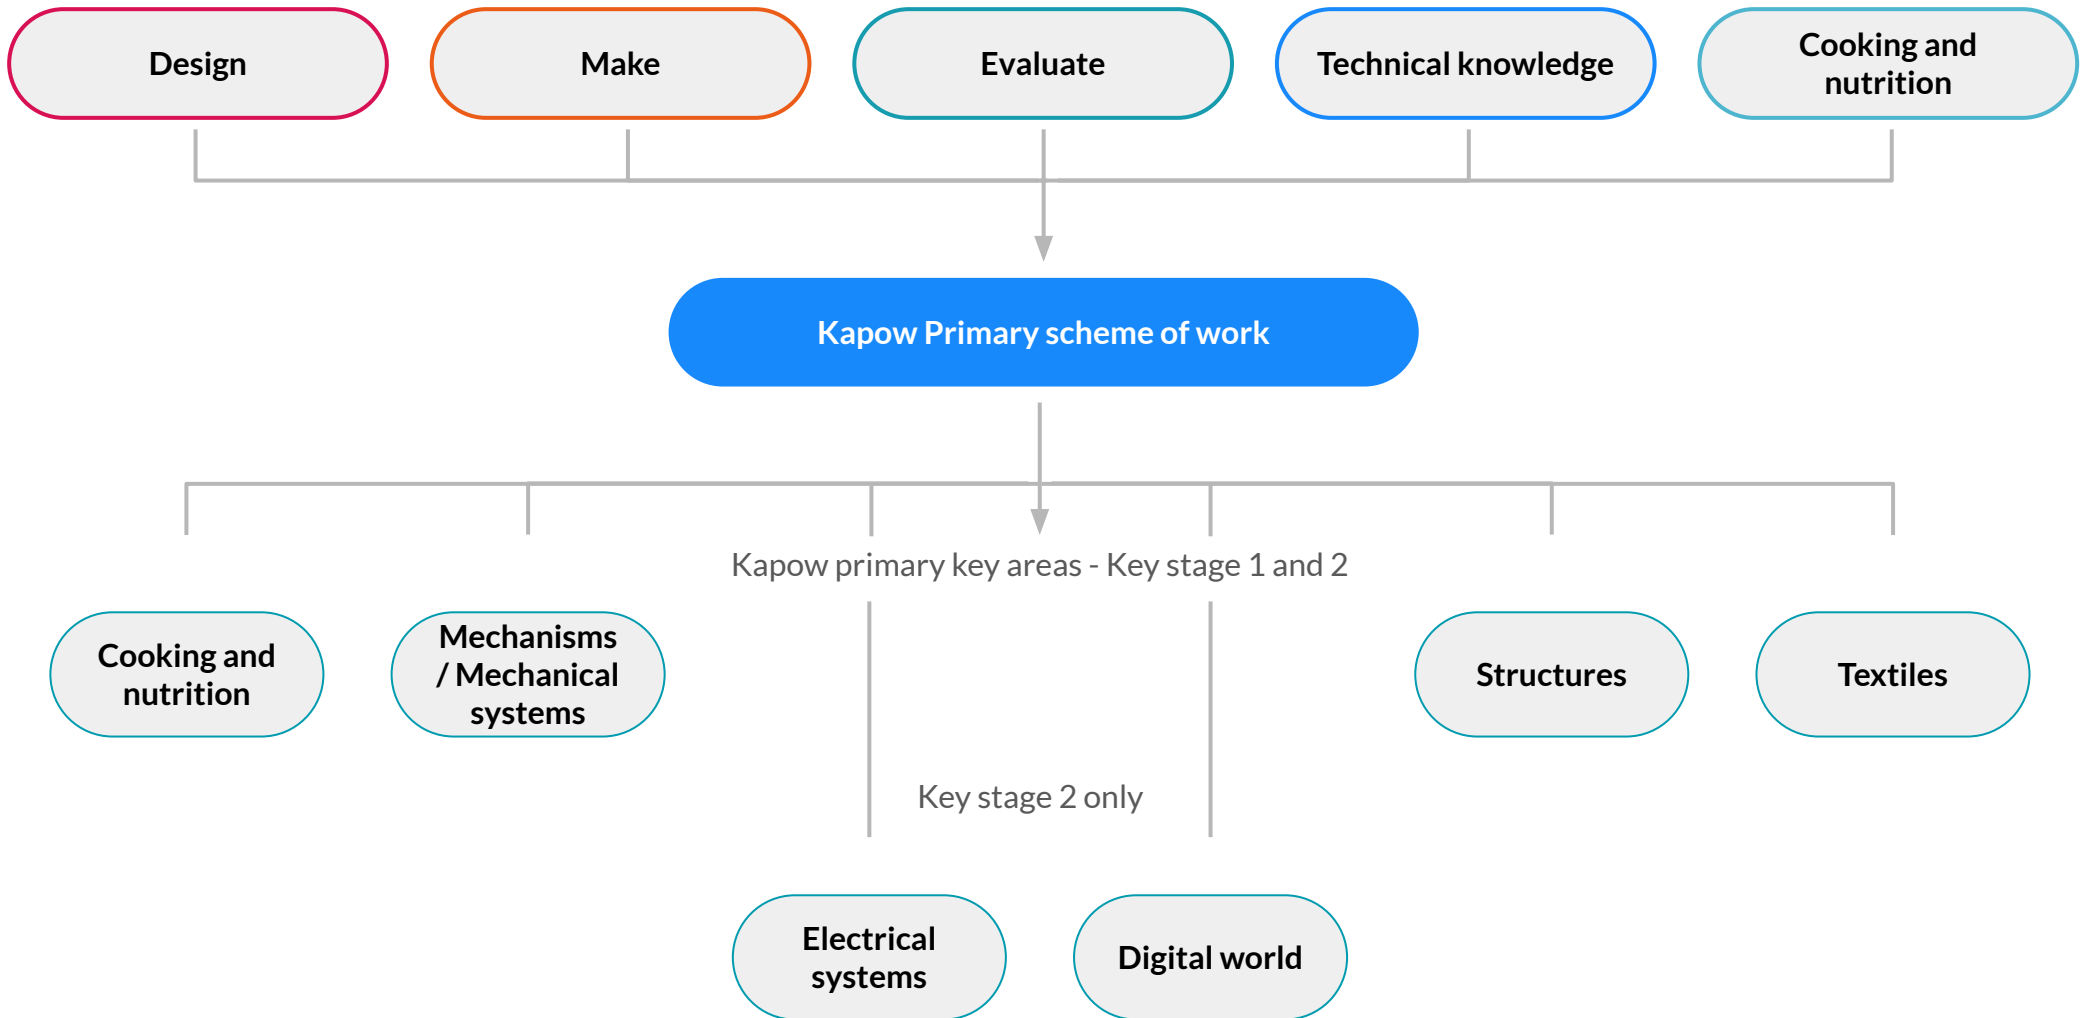 Design
Make
Evaluate
Technical knowledge
Cooking and
nutrition
Kapow Primary scheme of work
Kapow primary key areas - Key stage 1 and 2
Cooking and
nutrition
Mechanisms
/ Mechanical
systems
Structures
Textiles
Key stage 2 only
Electrical
systems
Digital world